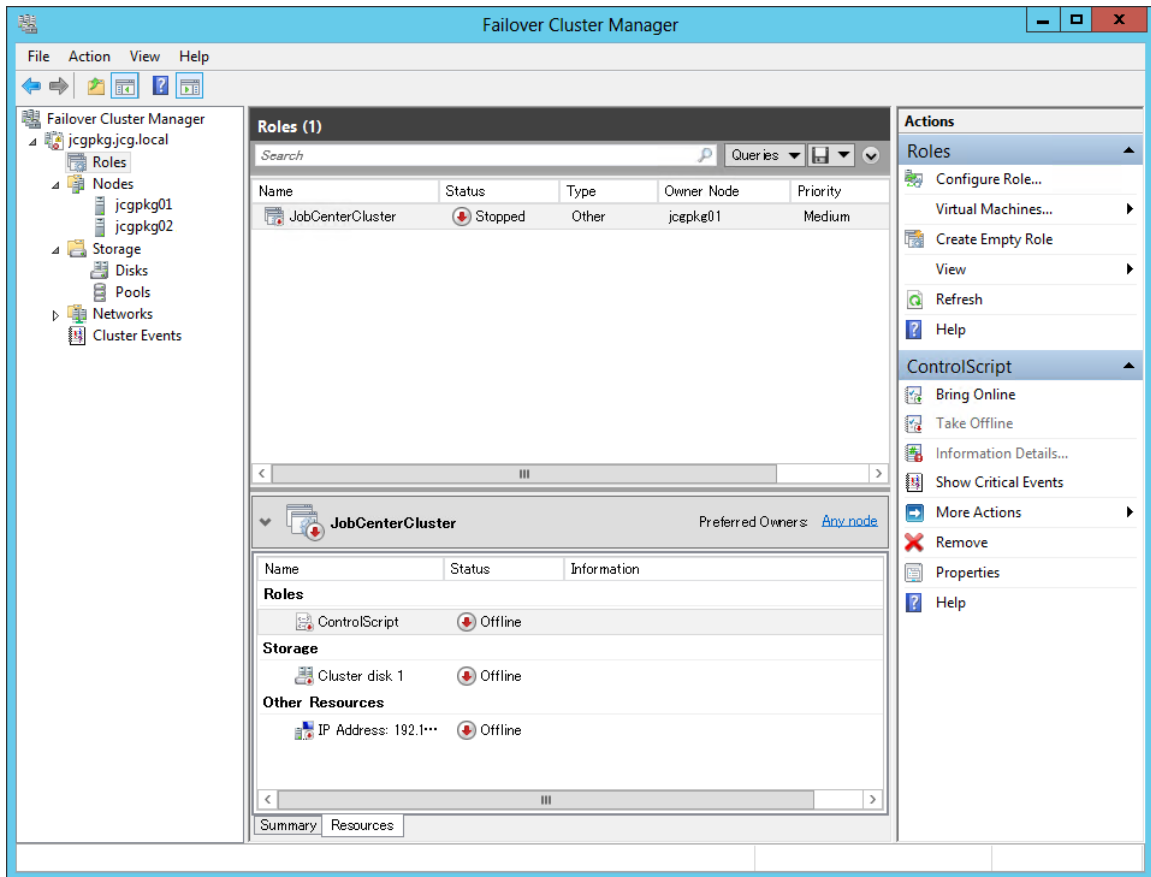 Failover Cluster Manager
File Action View Help
Failover Cluster Manager
jcgpkg.jcg.local
Roles
Nodes
jcgpkg01
jcgpkg02
Storage
Disks
Pools
Networks
Cluster Events
Roles (1)
Search
Queries
Name Status Type Owner Node Priority
JobCenterCluster Stopped Other jcgpkg01 Medium
JobCenterCluster Preferred Owners: Any node
Name Status Information
Roles
ControlScript Offline
Storage
Cluster disk 1 Offline
Other Resources
IP Address: 192.1··· Offline
Summary Resources
Actions
Roles
Configure Role...
Virtual Machines...
Create Empty Role
View
Refresh
Help
ControlScript
Bring Online
Take Offline
Information Details...
Show Critical Events
More Actions
Remove
Properties
Help